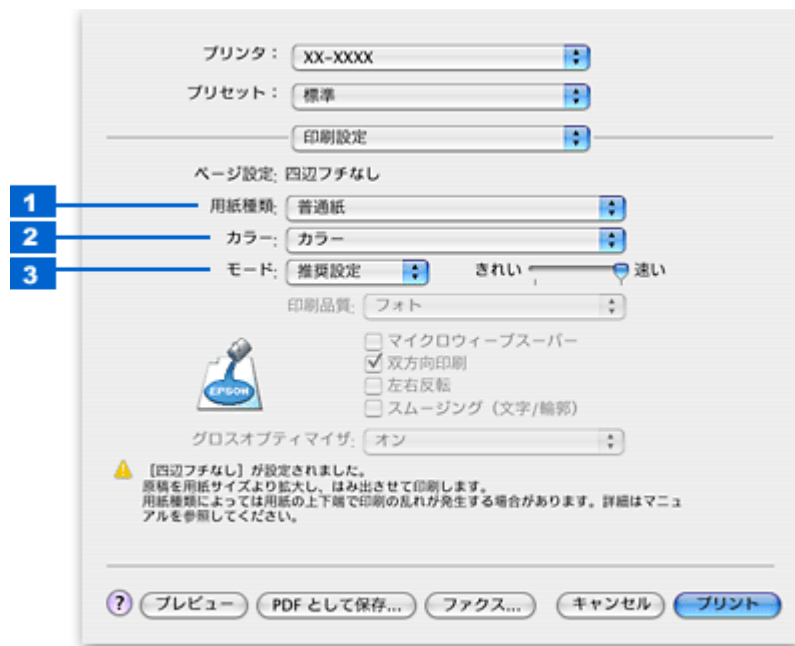 プリンタ： XX-XXXX
プリセット： 標準
印刷設定
ページ設定: 四辺フチなし
1 用紙種類: 普通紙
2 カラー: カラー
3 モード: 推奨設定 きれい 速い
印刷品質: フォト
マイクロウィーブスーパー
双方向印刷
左右反転
スムージング（文字/輪郭）
EPSON
グロスオプティマイザ: オン
［四辺フチなし］が設定されました。
原稿を用紙サイズより拡大し、はみ出させて印刷します。
用紙種類によっては用紙の上下端で印刷の乱れが発生する場合があります。詳細はマニュ
アルを参照してください。
? プレビュー PDF として保存... ファクス... キャンセル プリント